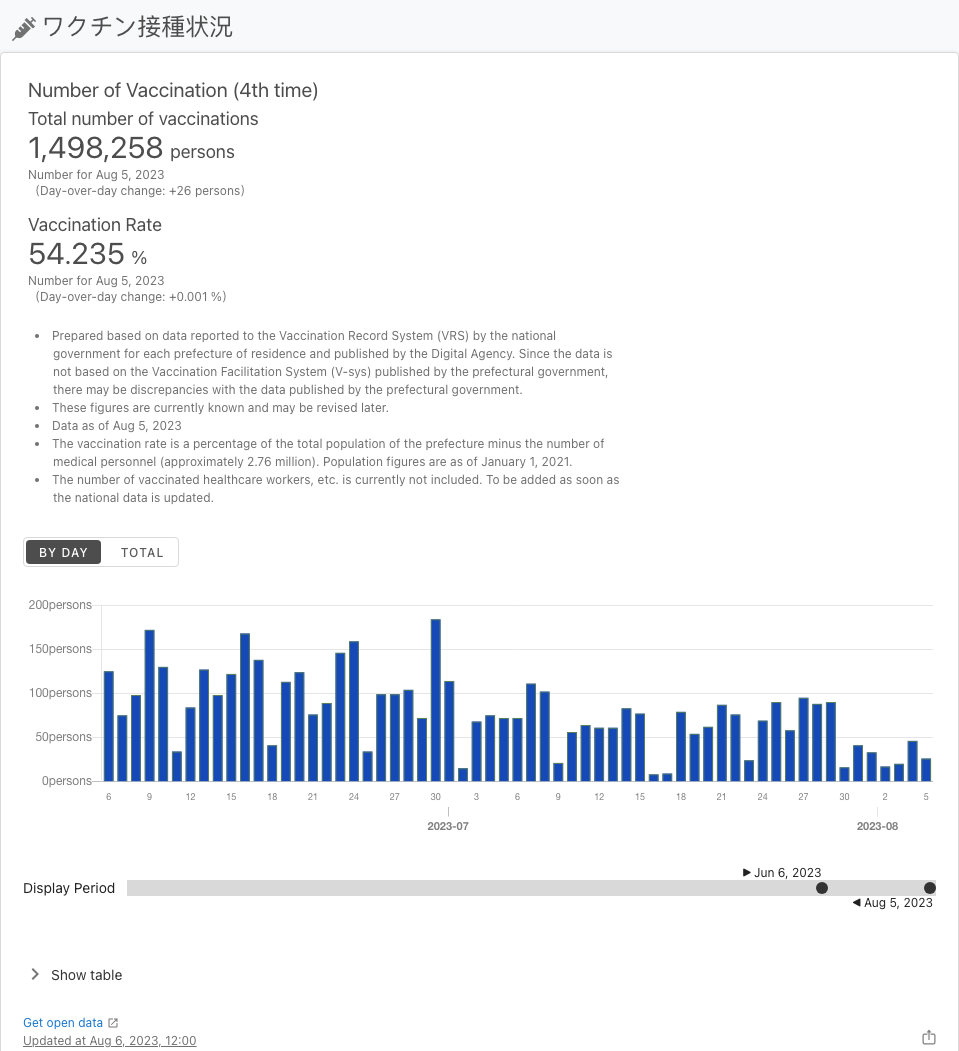 ワクチン接種状況
Number of Vaccination (4th time)
Total number of vaccinations
1,498,258 persons
Number for Aug 5, 2023
(Day-over-day change: +26 persons)
Vaccination Rate
54.235 %
Number for Aug 5, 2023
(Day-over-day change: +0.001 %)
• Prepared based on data reported to the Vaccination Record System (VRS) by the national
government for each prefecture of residence and published by the Digital Agency. Since the data is
not based on the Vaccination Facilitation System (V-sys) published by the prefectural government,
there may be discrepancies with the data published by the prefectural government.
• These figures are currently known and may be revised later.
• Data as of Aug 5, 2023
• The vaccination rate is a percentage of the total population of the prefecture minus the number of
medical personnel (approximately 2.76 million). Population figures are as of January 1, 2021.
• The number of vaccinated healthcare workers, etc. is currently not included. To be added as soon as
the national data is updated.
BY DAY TOTAL
200persons
150persons
100persons
50persons
0persons
6 9 12 15 18 21 24 27 30 3 6 9 12 15 18 21 24 27 30 2 5
2023-07 2023-08
Jun 6, 2023
Display Period
Aug 5, 2023
Show table
Get open data
Updated at Aug 6, 2023, 12:00